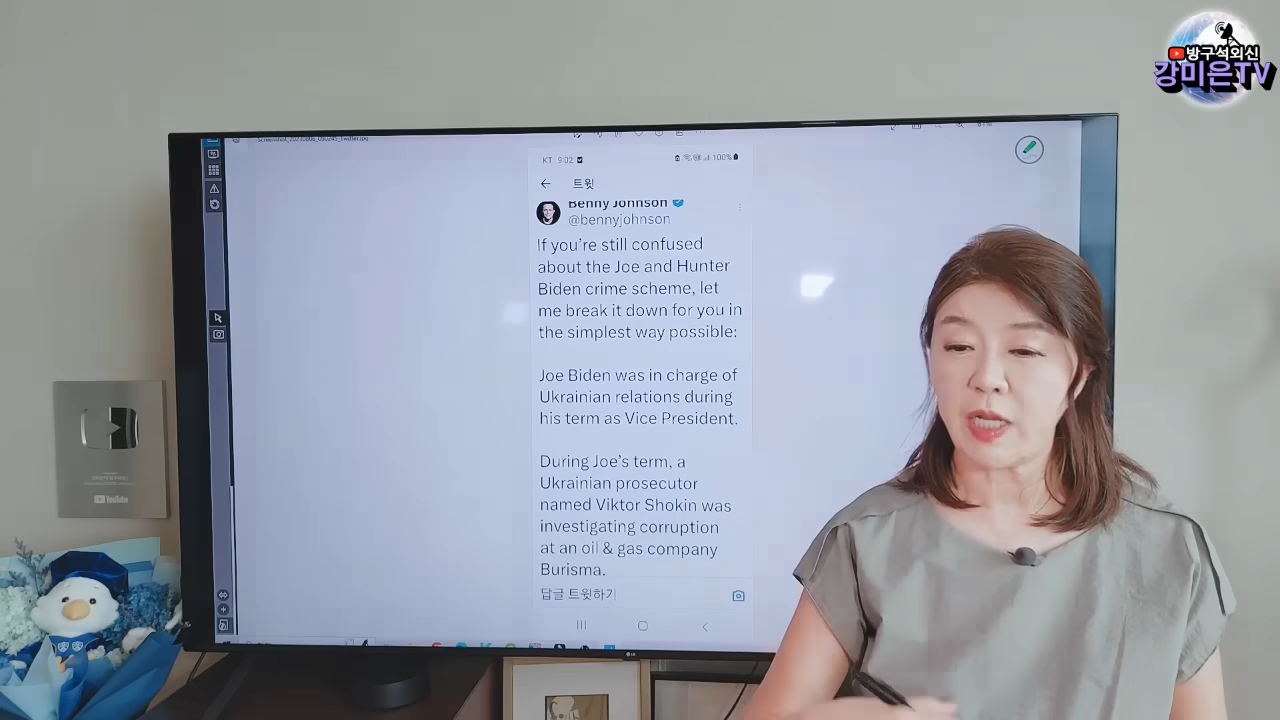 방구석외신
강미은TV
KT 9:02
100%
트윗
Benny Johnson
@bennyjohnson
If you're still confused
about the Joe and Hunter
Biden crime scheme, let
me break it down for you in
the simplest way possible:
Joe Biden was in charge of
Ukrainian relations during
his term as Vice President.
During Joe's term, a
Ukrainian prosecutor
named Viktor Shokin was
investigating corruption
at an oil & gas company
Burisma.
답글 트윗하기
YouTube
LG